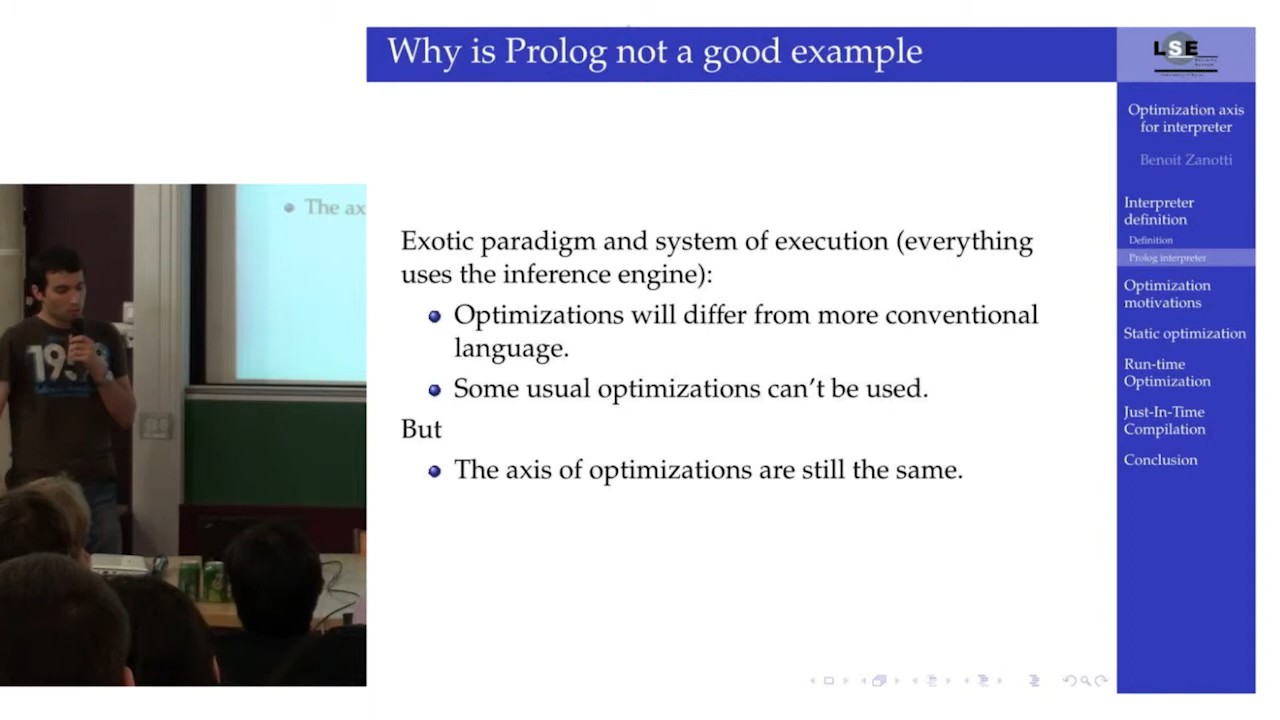 Why is Prolog not a good example
LSE
Optimization axis
for interpreter
Benoit Zanotti
Interpreter
definition
Definition
Prolog interpreter
Optimization
motivations
Static optimization
Run-time
Optimization
Just-In-Time
Compilation
Conclusion
Exotic paradigm and system of execution (everything
uses the inference engine):
Optimizations will differ from more conventional
language.
Some usual optimizations can't be used.
But
The axis of optimizations are still the same.
The ax